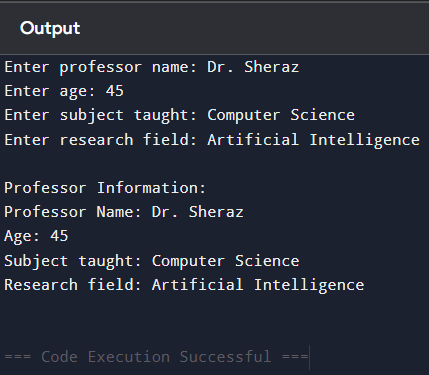 Output
Enter professor name: Dr. Sheraz
Enter age: 45
Enter subject taught: Computer Science
Enter research field: Artificial Intelligence
Professor Information:
Professor Name: Dr. Sheraz
Age: 45
Subject taught: Computer Science
Research field: Artificial Intelligence
=== Code Execution Successful ===